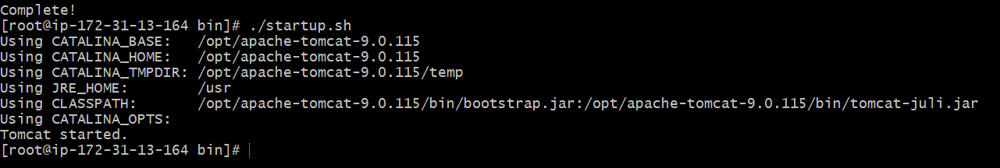 Complete!
[root@ip-172-31-13-164 bin]# ./startup.sh
Using CATALINA_BASE:   /opt/apache-tomcat-9.0.115
Using CATALINA_HOME:   /opt/apache-tomcat-9.0.115
Using CATALINA_TMPDIR: /opt/apache-tomcat-9.0.115/temp
Using JRE_HOME:        /usr
Using CLASSPATH:       /opt/apache-tomcat-9.0.115/bin/bootstrap.jar:/opt/apache-tomcat-9.0.115/bin/tomcat-juli.jar
Using CATALINA_OPTS:
Tomcat started.
[root@ip-172-31-13-164 bin]#